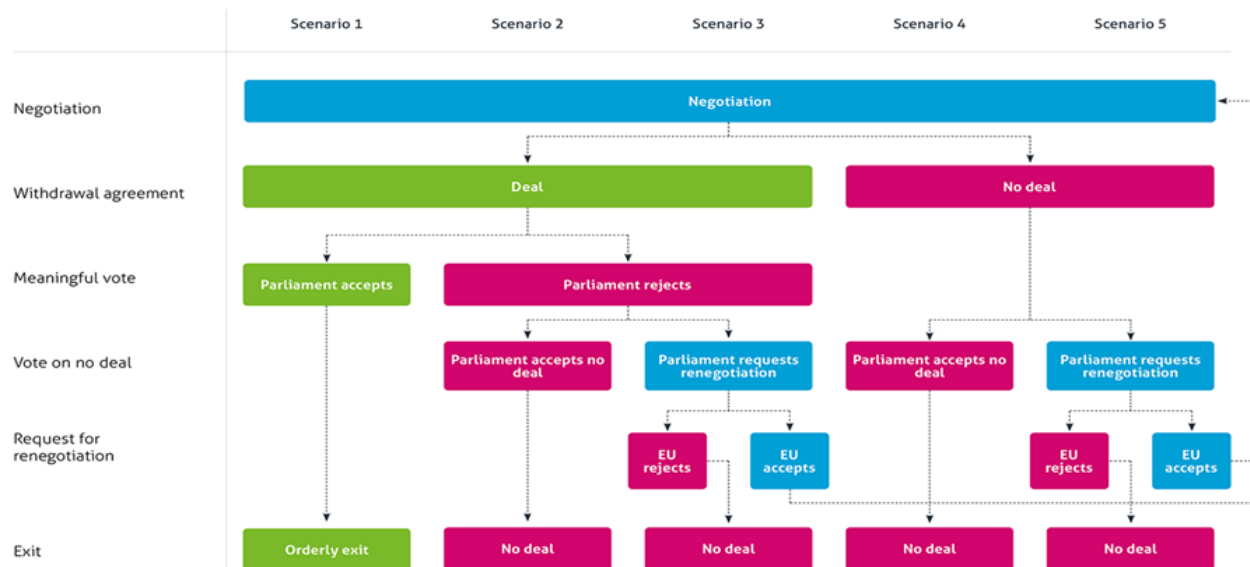 Scenario 1
Scenario 2
Scenario 3
Scenario 4
Scenario 5
Negotiation
Negotiation
Withdrawal agreement
Deal
No deal
Meaningful vote
Parliament accepts
Parliament rejects
Vote on no deal
Parliament accepts no
deal
Parliament requests
renegotiation
Parliament accepts no
deal
Parliament requests
renegotiation
Request for
renegotiation
EU
rejects
EU
accepts
EU
rejects
EU
accepts
Exit
Orderly exit
No deal
No deal
No deal
No deal